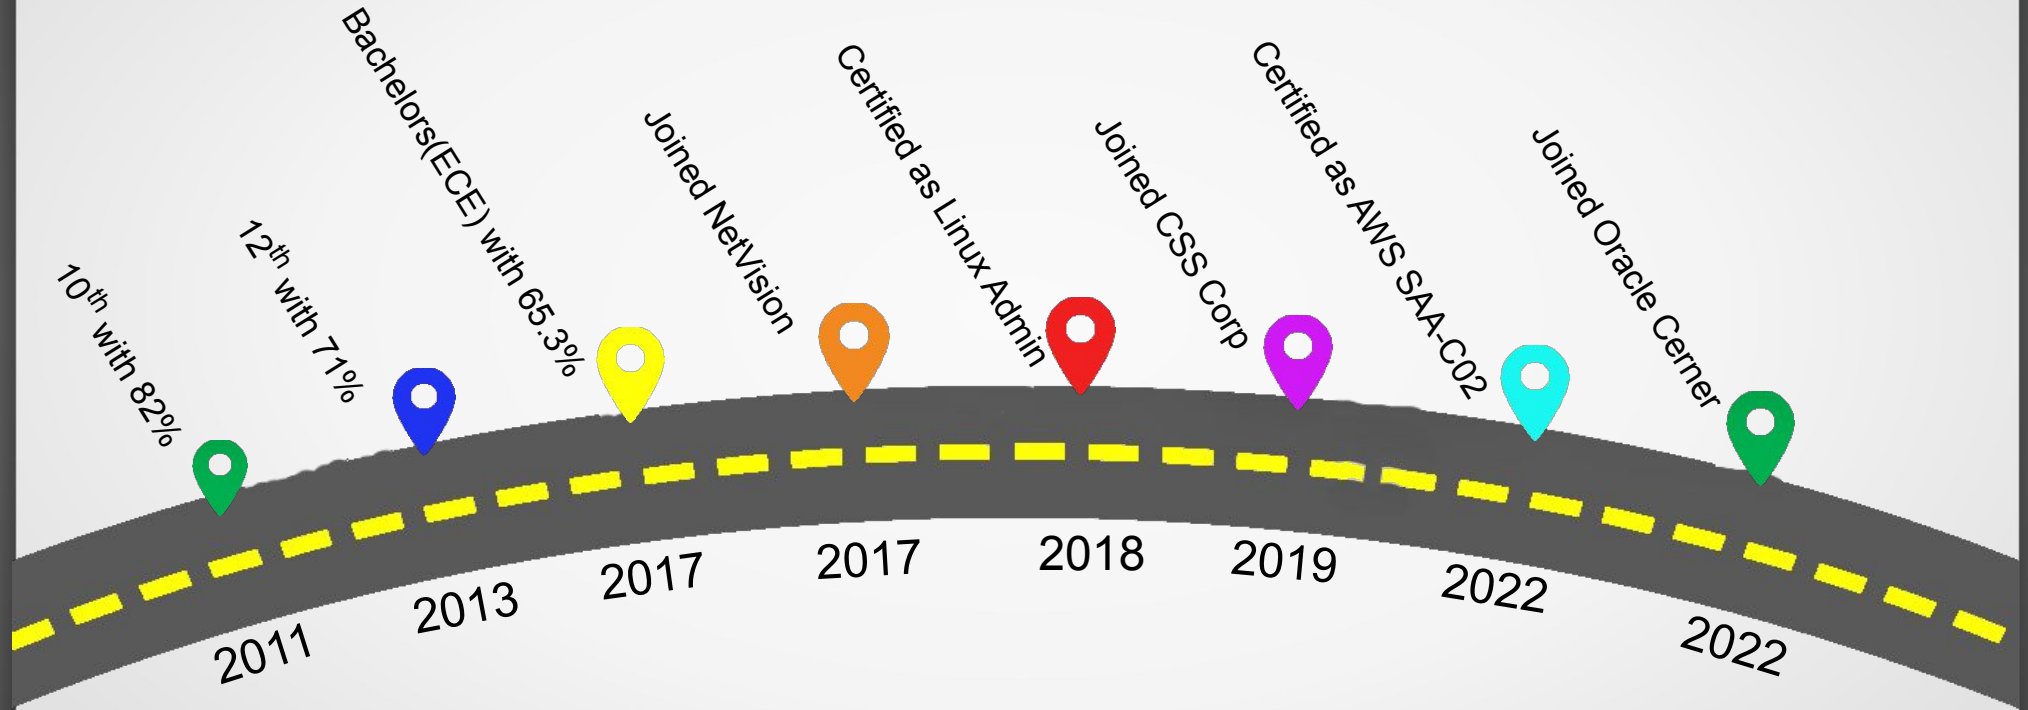 10th with 82%
12th with 71%
Bachelors(ECE) with 65.3%
Joined NetVision
Certified as Linux Admin
Joined CSS Corp
Certified as AWS SAA-C02
Joined Oracle Cerner
2011
2013
2017
2017
2018
2019
2022
2022